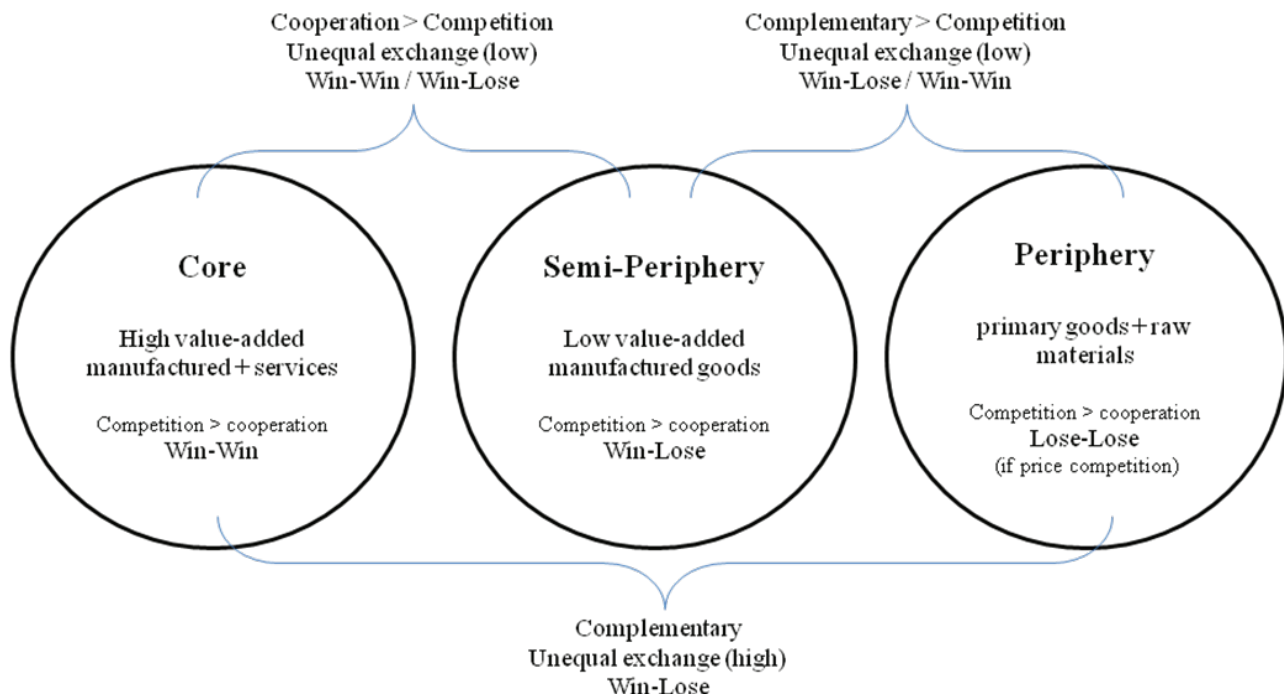 Cooperation > Competition
Unequal exchange (low)
Win-Win / Win-Lose
Complementary > Competition
Unequal exchange (low)
Win-Lose / Win-Win
Core
High value-added
manufactured + services
Competition > cooperation
Win-Win
Semi-Periphery
Low value-added
manufactured goods
Competition > cooperation
Win-Lose
Periphery
primary goods+raw
materials
Competition > cooperation
Lose-Lose
(if price competition)
Complementary
Unequal exchange (high)
Win-Lose